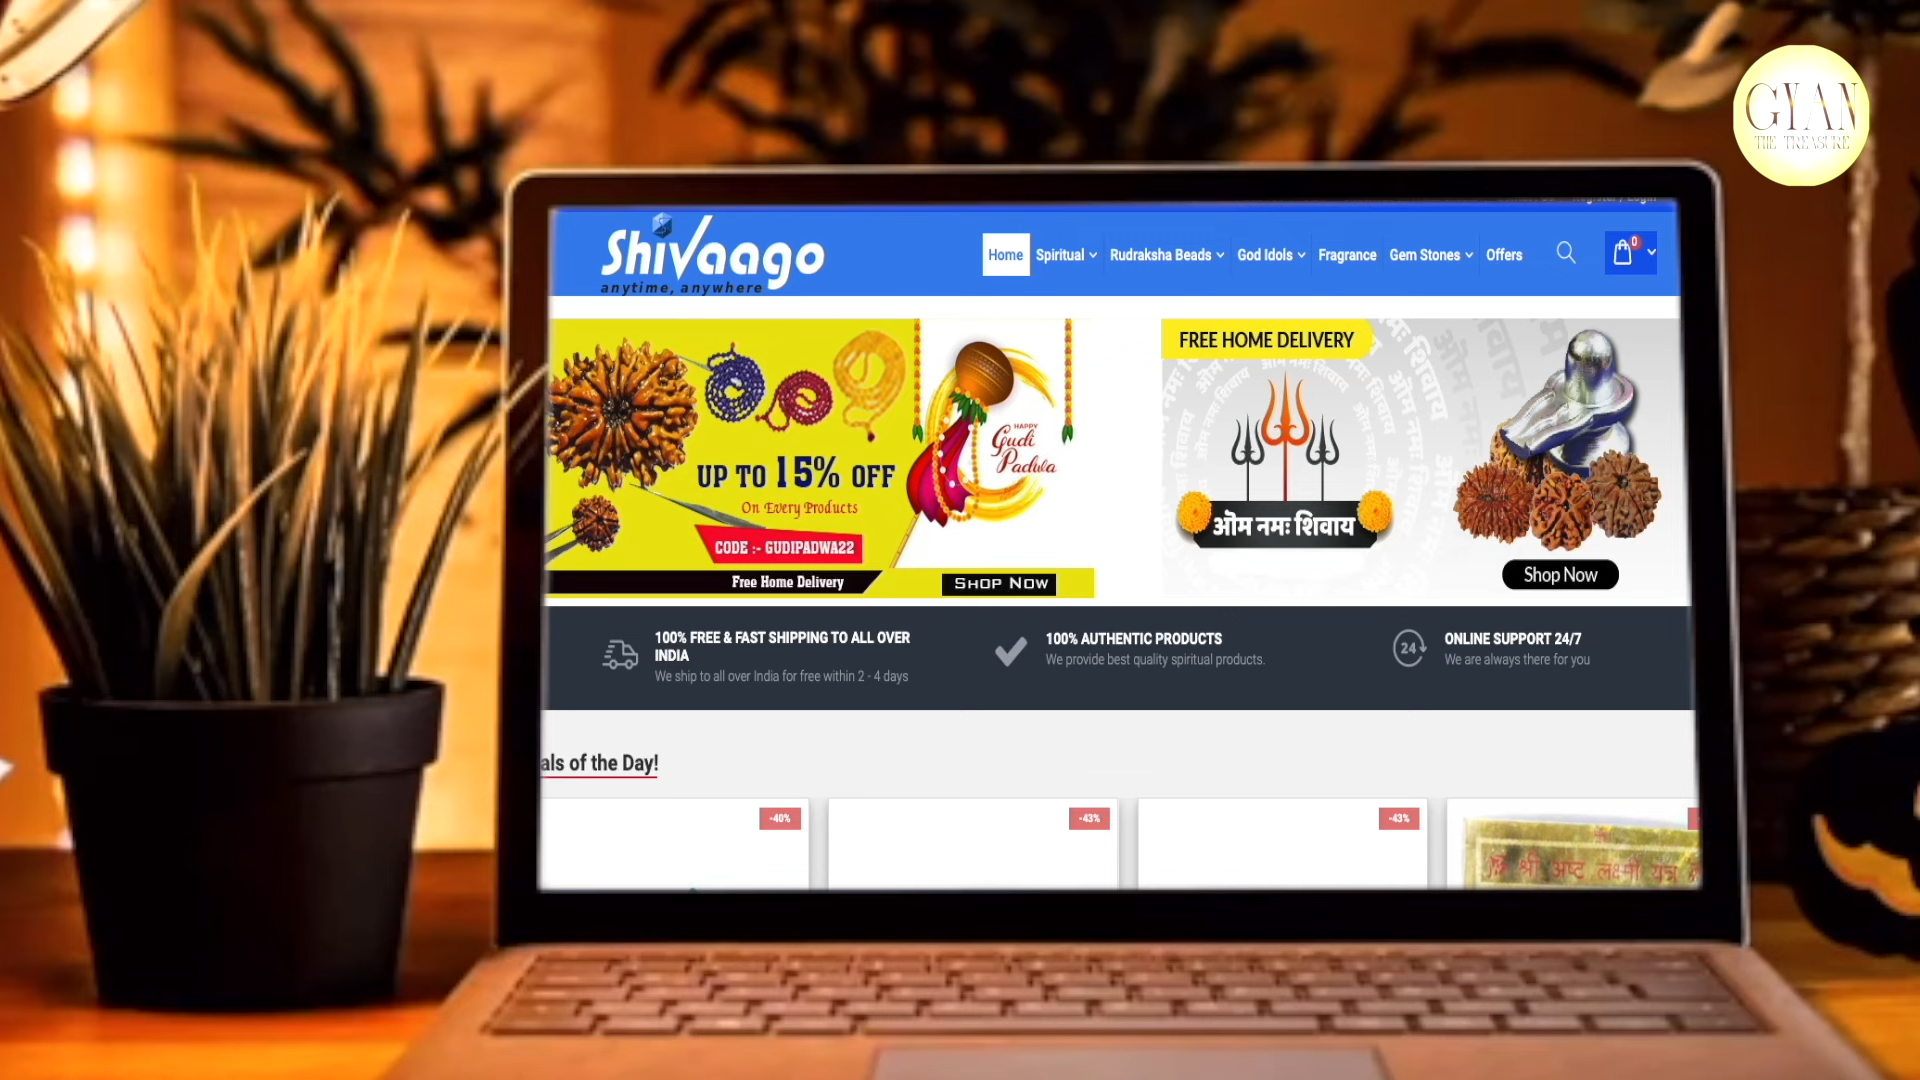 GYAN
THE TREASURE
Shivaago
anytime, anywhere
Home Spiritual Rudraksha Beads God Idols Fragrance Gem Stones Offers
0
UP TO 15% OFF
On Every Products
CODE :- GUDIPADWA22
Free Home Delivery
SHOP NOW
HAPPY
Gudi
Padwa
FREE HOME DELIVERY
ओम नमः शिवाय
Shop Now
100% FREE & FAST SHIPPING TO ALL OVER
INDIA
We ship to all over India for free within 2 - 4 days
100% AUTHENTIC PRODUCTS
We provide best quality spiritual products.
24
ONLINE SUPPORT 24/7
We are always there for you
als of the Day!
-40%
-43%
-43%
श्री अष्ट लक्ष्मी यंत्र